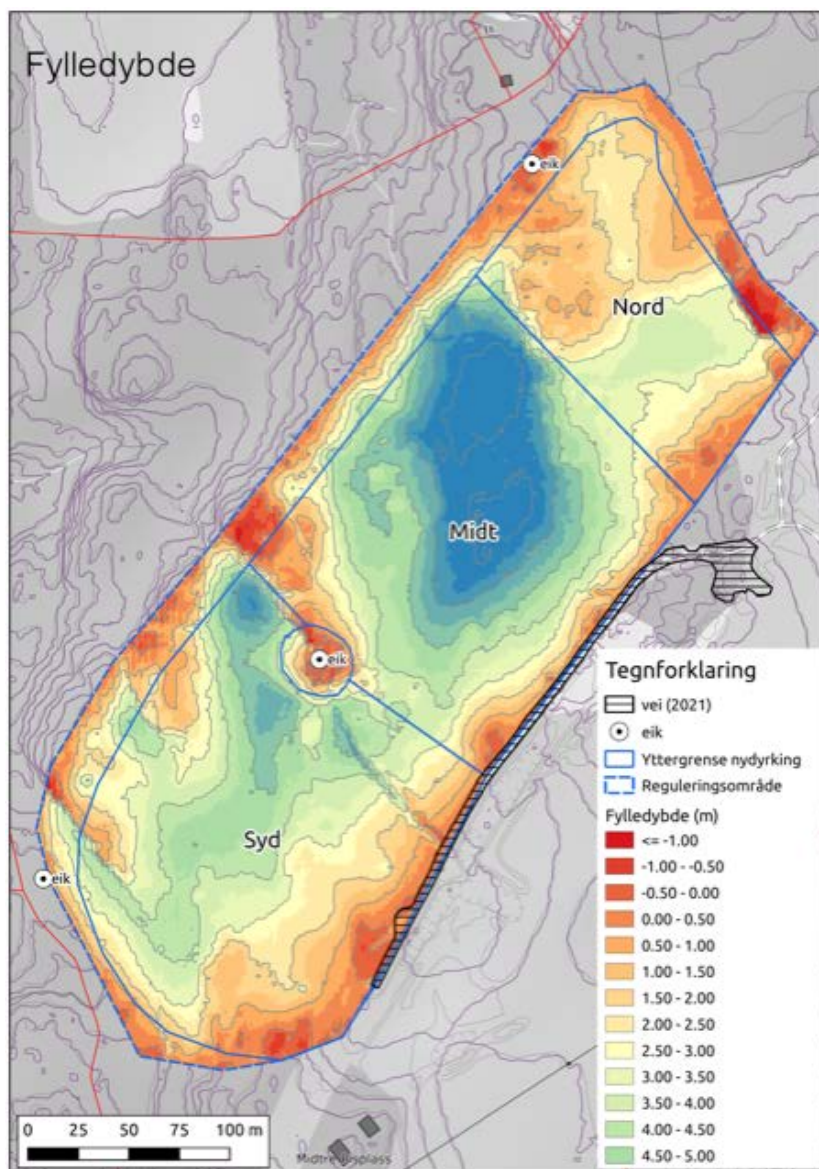 Fylledybde
eik
Nord
Midt
eik
Syd
eik
Tegnforklaring
vei (2021)
eik
Yttergrense nydyrking
Reguleringsområde
Fylledybde (m)
<= -1.00
-1.00 - -0.50
-0.50 - 0.00
0.00 - 0.50
0.50 - 1.00
1.00 - 1.50
1.50 - 2.00
2.00 - 2.50
2.50 - 3.00
3.00 - 3.50
3.50 - 4.00
4.00 - 4.50
4.50 - 5.00
0 25 50 75 100 m